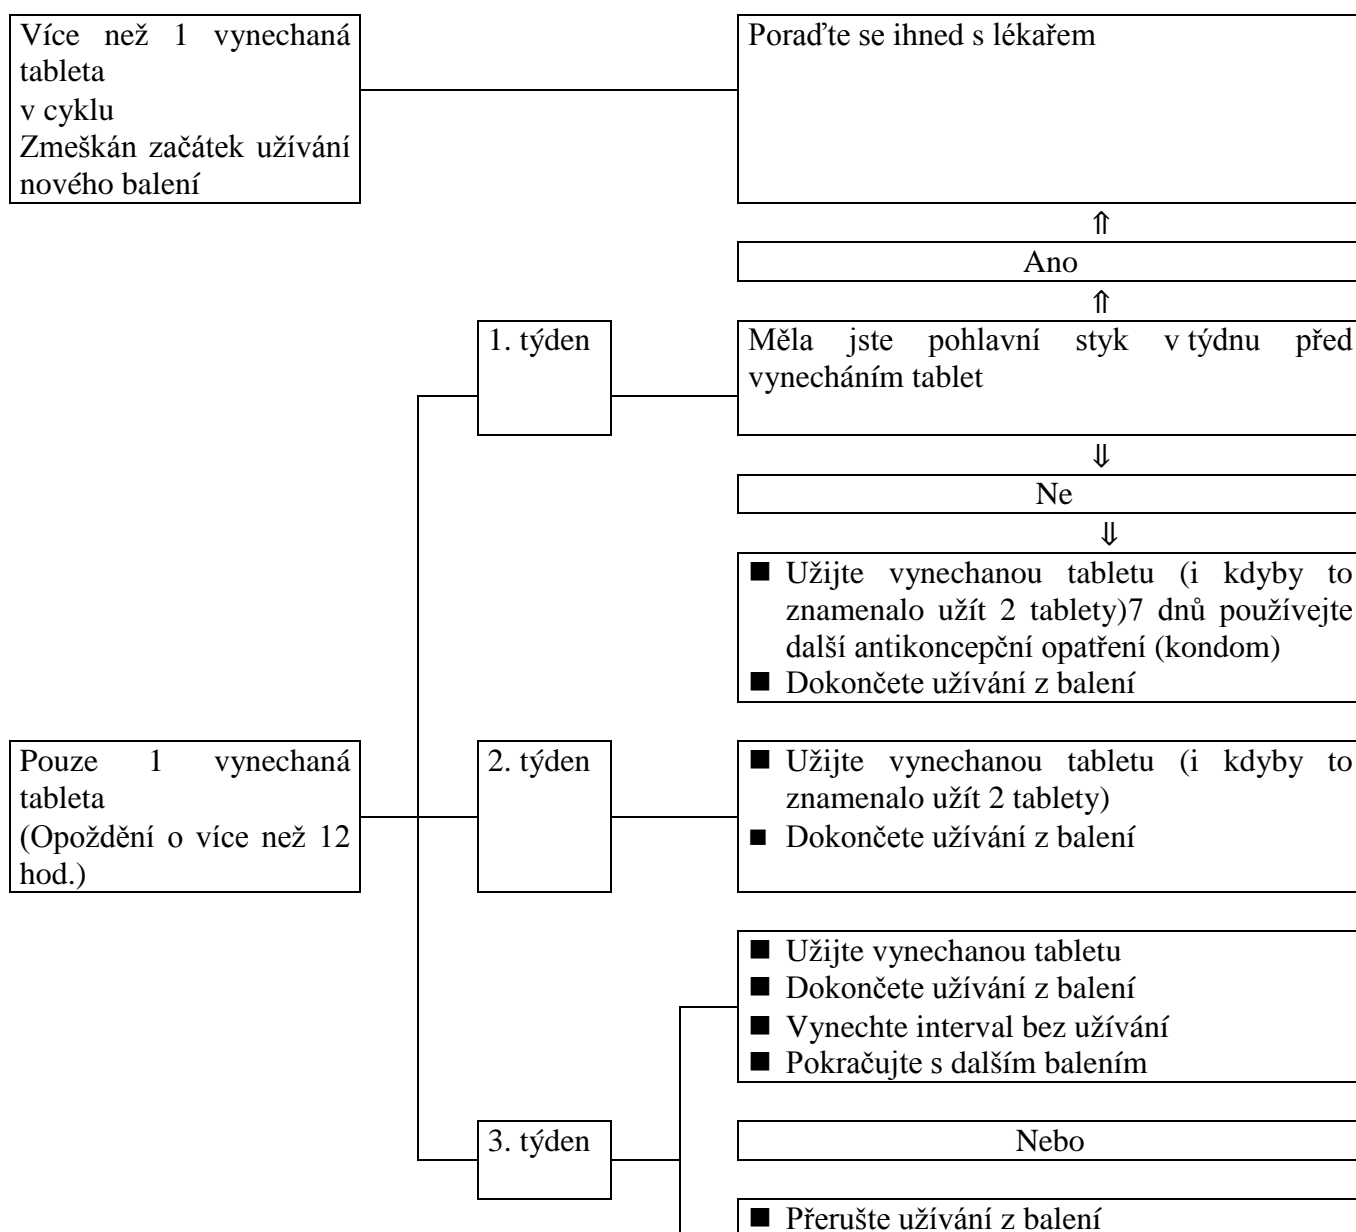 Více než 1 vynechaná
tableta
v cyklu
Zmeškán začátek užívání
nového balení
Poraďte se ihned s lékařem
⇑
Ano
⇑
1. týden
Měla jste pohlavní styk v týdnu před
vynecháním tablet
⇓
Ne
⇓
■ Užijte vynechanou tabletu (i kdyby to
znamenalo užít 2 tablety)7 dnů používejte
další antikoncepční opatření (kondom)
■ Dokončete užívání z balení
Pouze 1 vynechaná
tableta
(Opoždění o více než 12
hod.)
2. týden
■ Užijte vynechanou tabletu (i kdyby to
znamenalo užít 2 tablety)
■ Dokončete užívání z balení
■ Užijte vynechanou tabletu
■ Dokončete užívání z balení
■ Vynechte interval bez užívání
■ Pokračujte s dalším balením
3. týden
Nebo
■ Přerušte užívání z balení